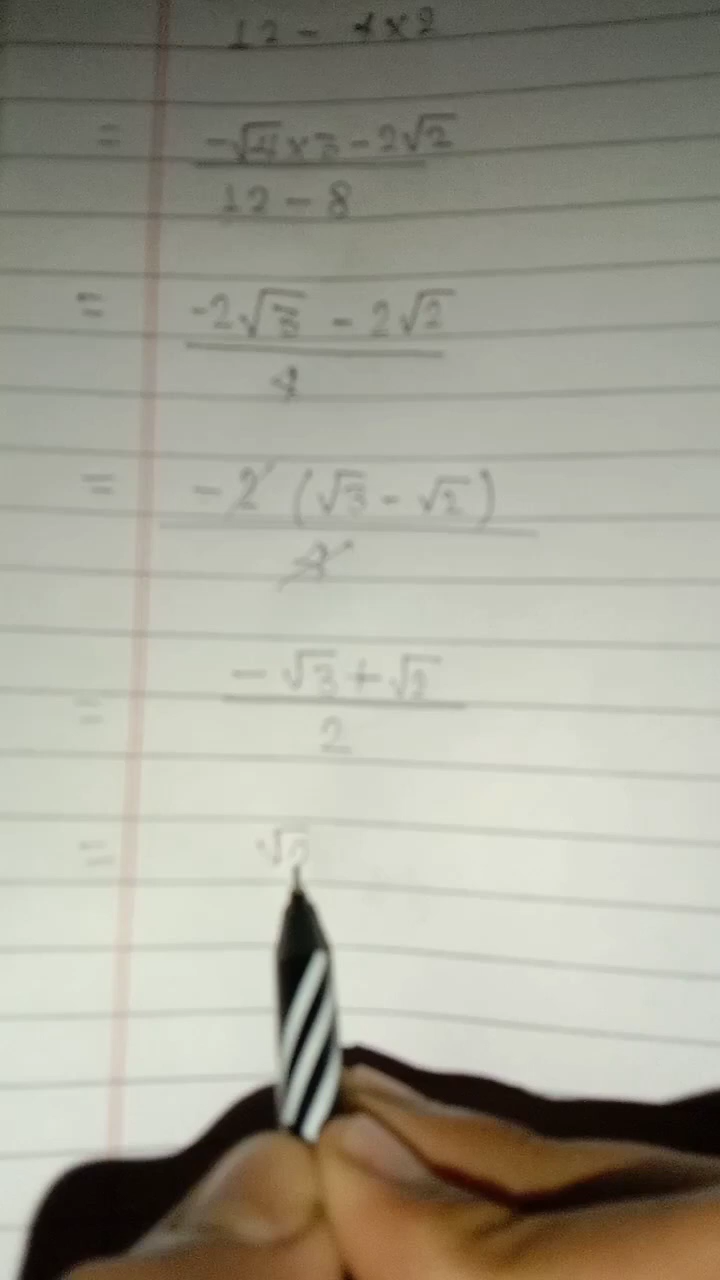 12 - 4×2
= (-√4×3 - 2√2)/(12 - 8)
= (-2√3 - 2√2)/4
= (-2(√3 - √2))/4
= (-√3 + √2)/2
= √2